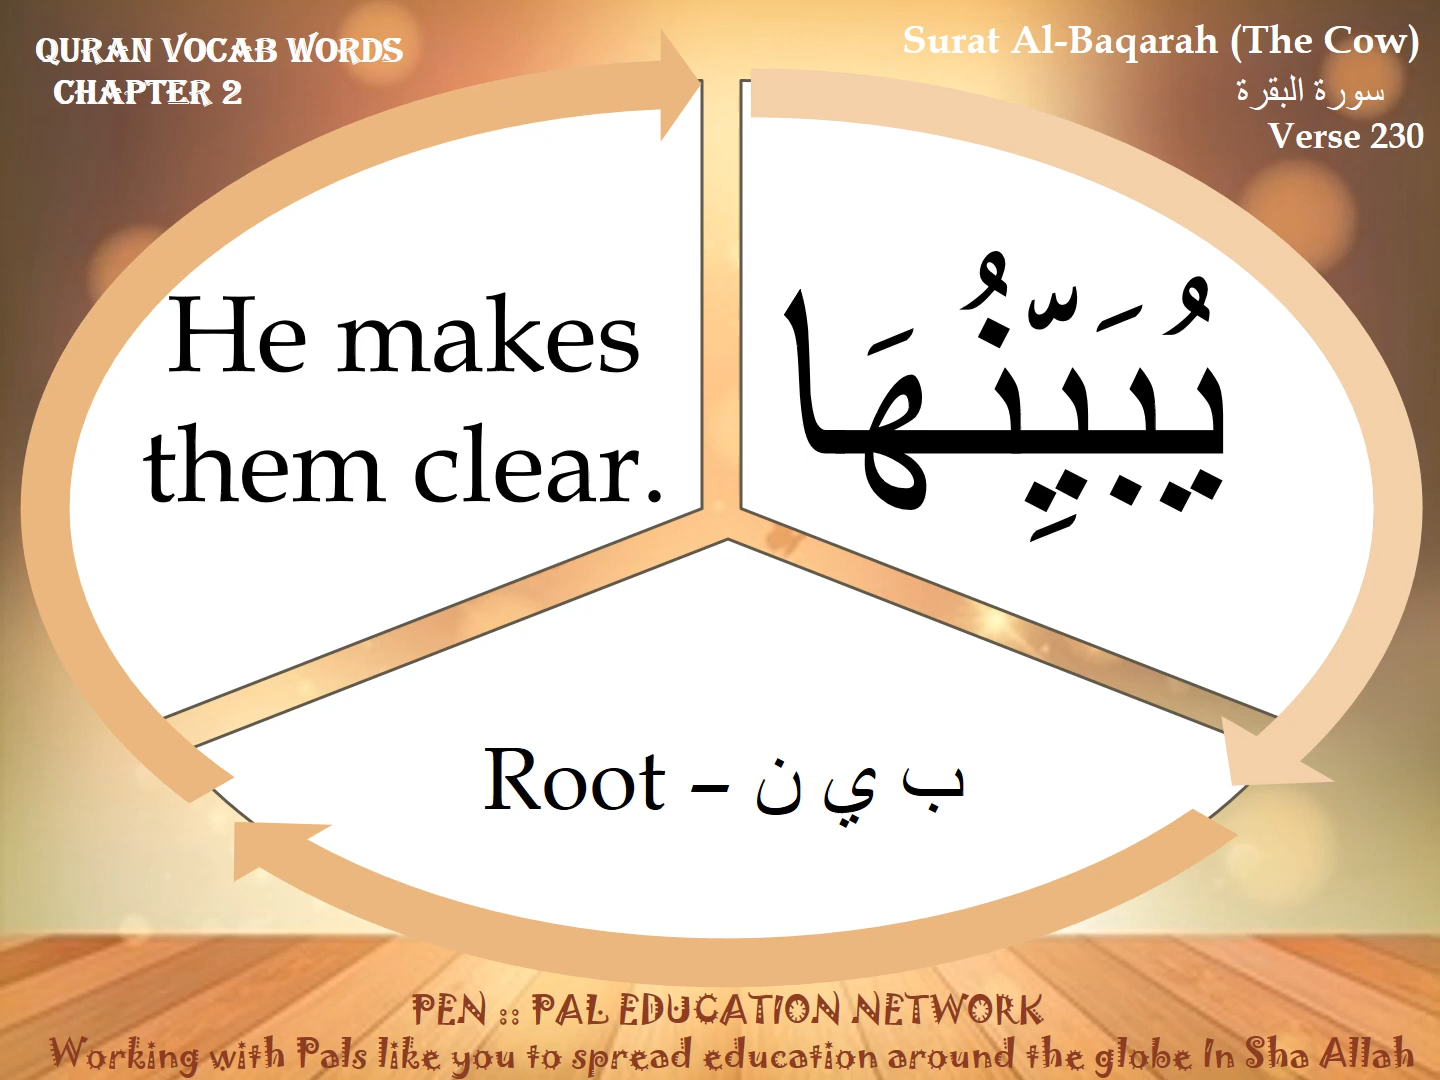 QURAN VOCAB WORDS
CHAPTER 2
Surat Al-Baqarah (The Cow)
سورة البقرة
Verse 230
He makes
them clear.
يُبَيِّنُهَا
Root – ب ي ن
PEN :: PAL EDUCATION NETWORK
Working with Pals like you to spread education around the globe In Sha Allah